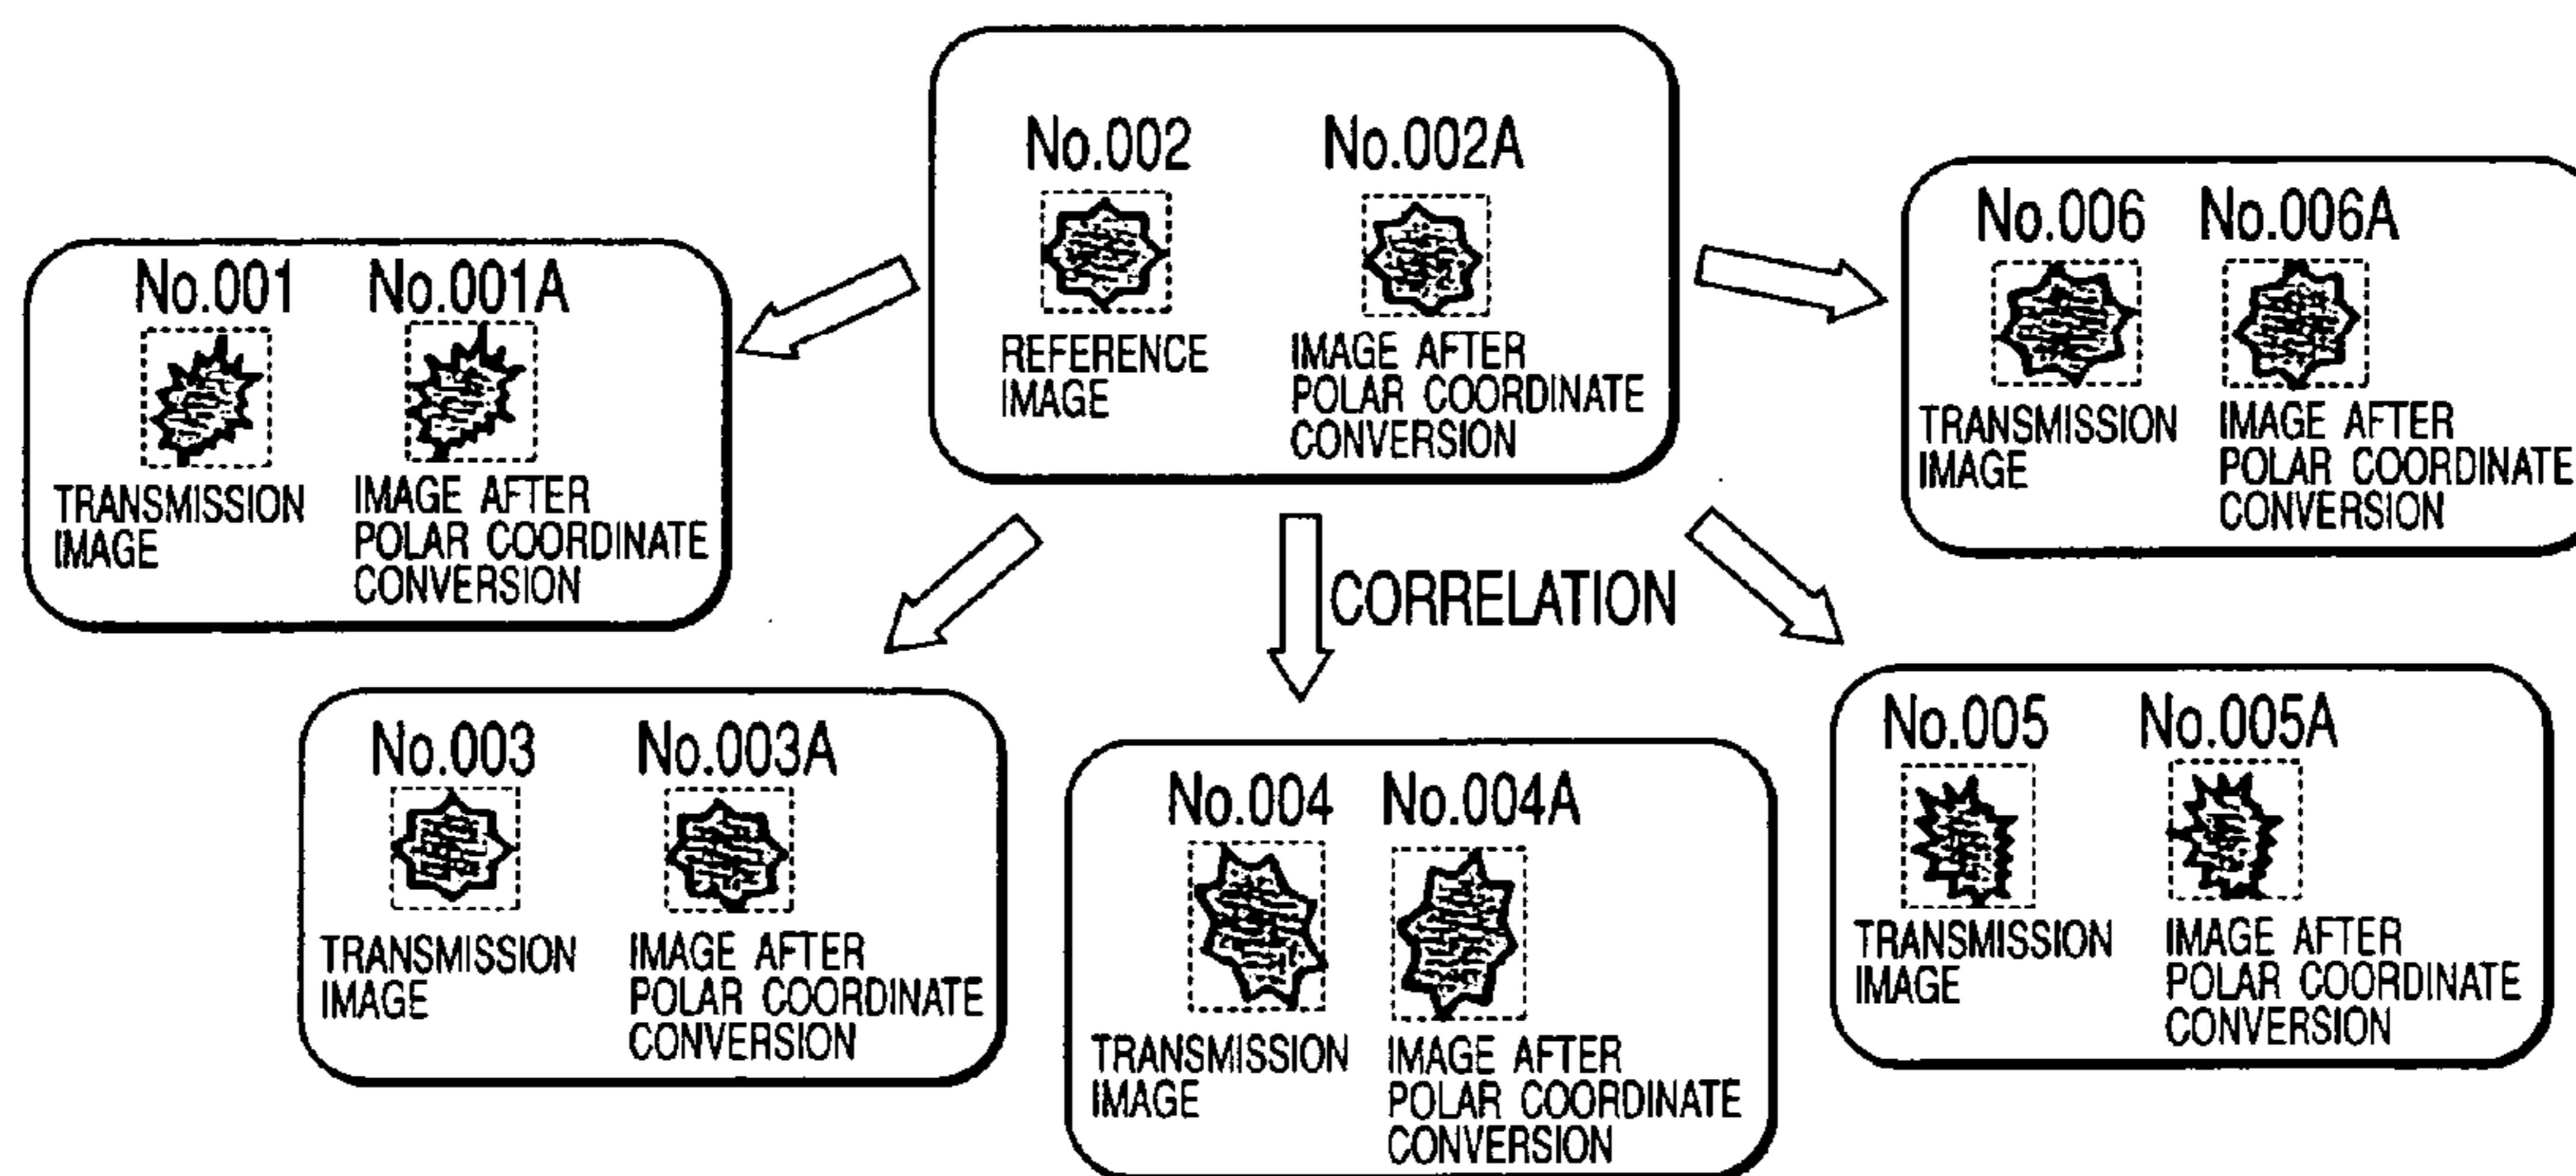 No.002 No.002A
REFERENCE
IMAGE
IMAGE AFTER
POLAR COORDINATE
CONVERSION
No.001 No.001A
TRANSMISSION
IMAGE
IMAGE AFTER
POLAR COORDINATE
CONVERSION
No.006 No.006A
TRANSMISSION
IMAGE
IMAGE AFTER
POLAR COORDINATE
CONVERSION
CORRELATION
No.003 No.003A
TRANSMISSION
IMAGE
IMAGE AFTER
POLAR COORDINATE
CONVERSION
No.004 No.004A
TRANSMISSION
IMAGE
IMAGE AFTER
POLAR COORDINATE
CONVERSION
No.005 No.005A
TRANSMISSION
IMAGE
IMAGE AFTER
POLAR COORDINATE
CONVERSION